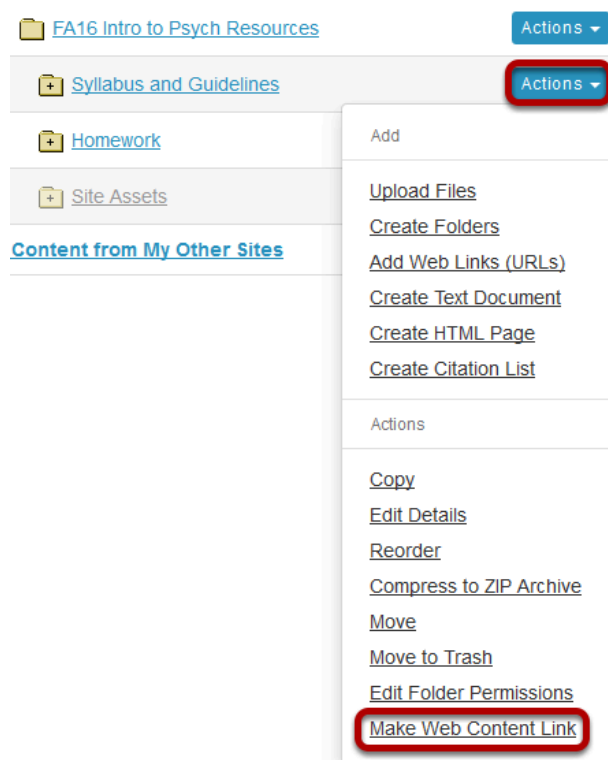 FA16 Intro to Psych Resources Actions
Syllabus and Guidelines Actions
Homework
Site Assets
Content from My Other Sites
Add
Upload Files
Create Folders
Add Web Links (URLs)
Create Text Document
Create HTML Page
Create Citation List
Actions
Copy
Edit Details
Reorder
Compress to ZIP Archive
Move
Move to Trash
Edit Folder Permissions
Make Web Content Link